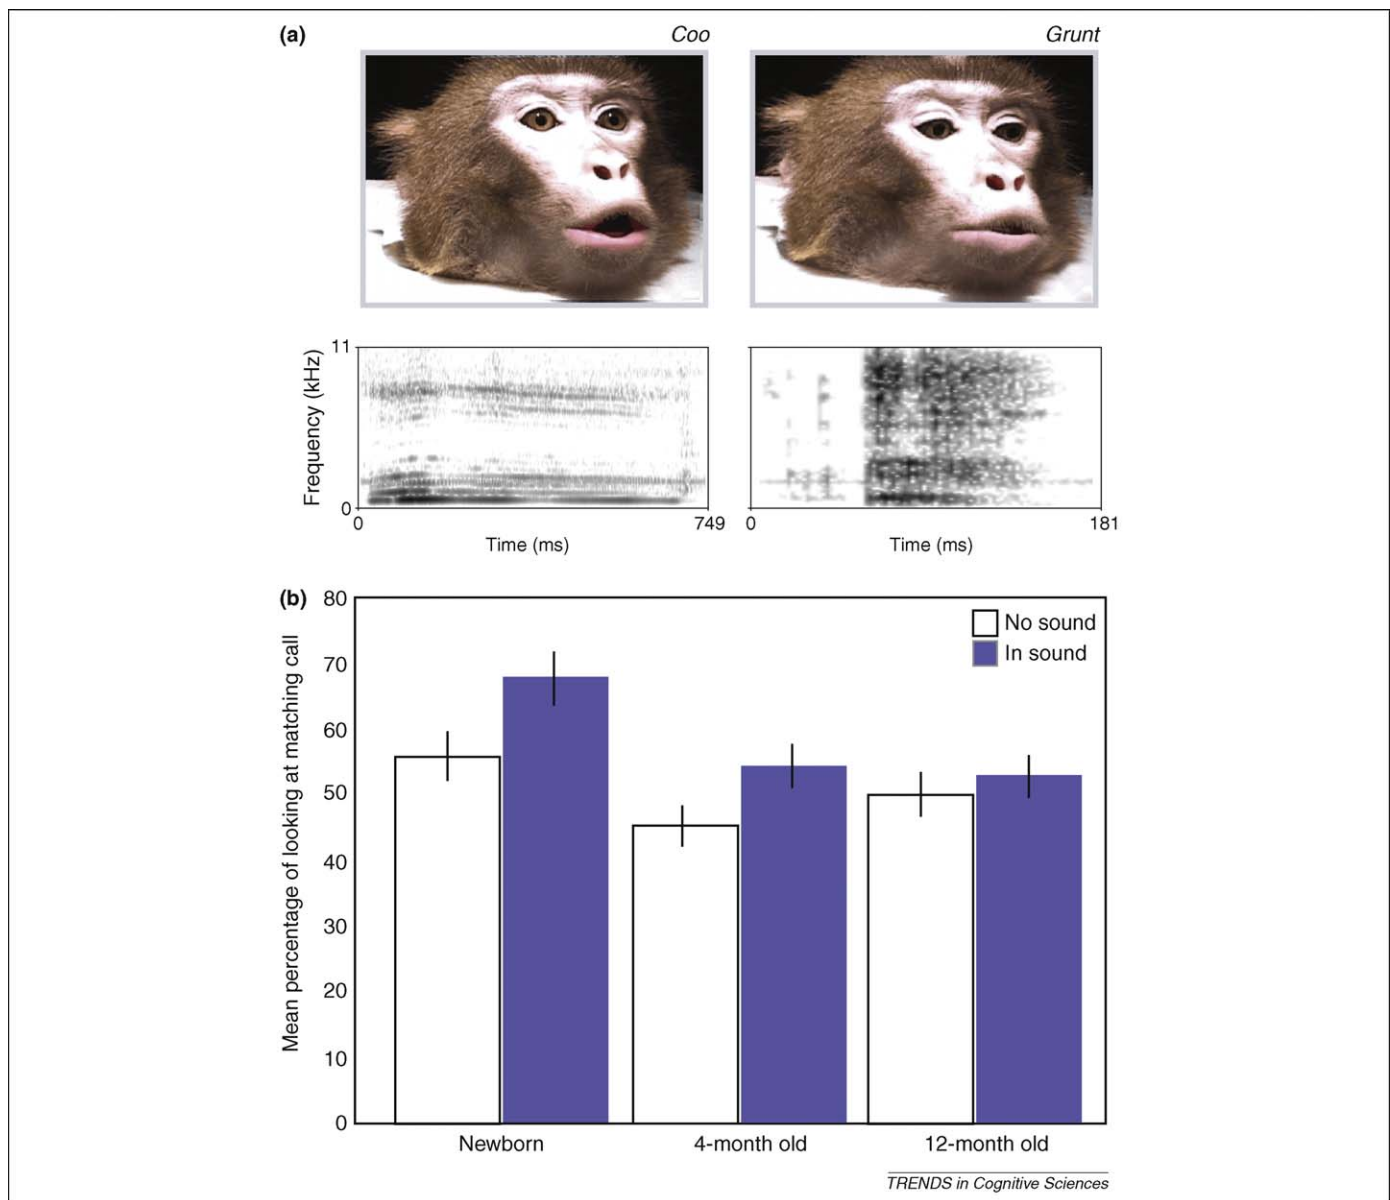 (a) Coo Grunt
11
Frequency (kHz)
0
0 749 0 181
Time (ms) Time (ms)
(b) 80
No sound
In sound
70
60
50
40
30
20
10
0
Mean percentage of looking at matching call
Newborn 4-month old 12-month old
TRENDS in Cognitive Sciences